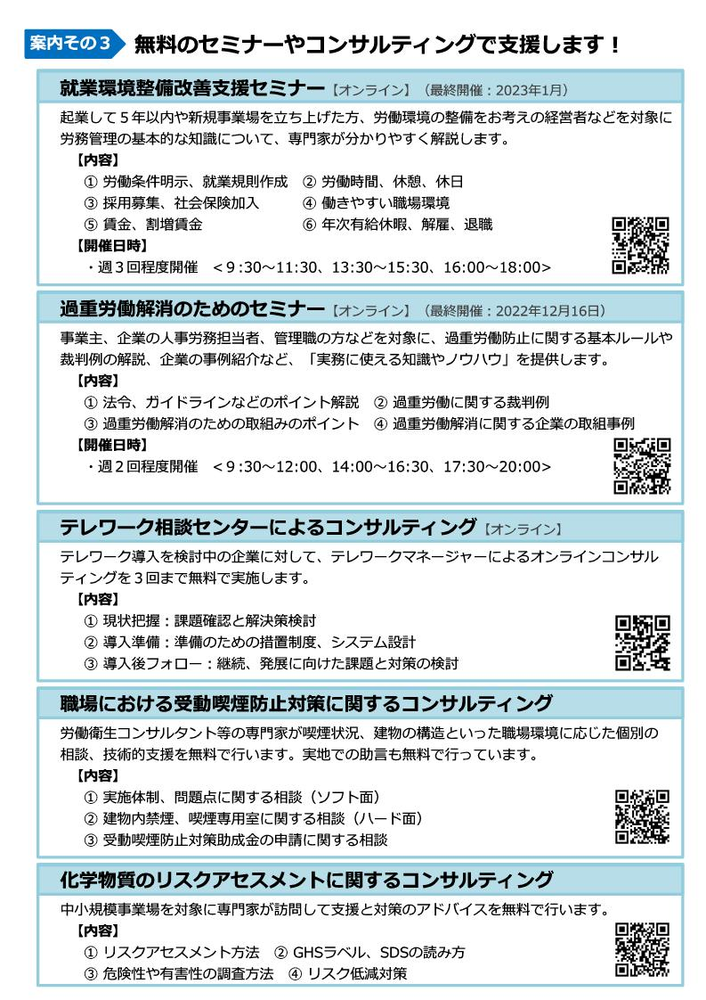 案内その３ 無料のセミナーやコンサルティングで支援します！
就業環境整備改善支援セミナー【オンライン】（最終開催：2023年1月）
起業して５年以内や新規事業場を立ち上げた方、労働環境の整備をお考えの経営者などを対象に
労務管理の基本的な知識について、専門家が分かりやすく解説します。
【内容】
① 労働条件明示、就業規則作成 ② 労働時間、休憩、休日
③ 採用募集、社会保険加入 ④ 働きやすい職場環境
⑤ 賃金、割増賃金 ⑥ 年次有給休暇、解雇、退職
【開催日時】
・週３回程度開催 ＜９:30～11:30、13:30～15:30、16:00～18:00>
過重労働解消のためのセミナー【オンライン】（最終開催：2022年12月16日）
事業主、企業の人事労務担当者、管理職の方などを対象に、過重労働防止に関する基本ルールや
裁判例の解説、企業の事例紹介など、「実務に使える知識やノウハウ」を提供します。
【内容】
① 法令、ガイドラインなどのポイント解説 ② 過重労働に関する裁判例
③ 過重労働解消のための取組みのポイント ④ 過重労働解消に関する企業の取組事例
【開催日時】
・週２回程度開催 ＜９:30～12:00、14:00～16:30、17:30～20:00>
テレワーク相談センターによるコンサルティング【オンライン】
テレワーク導入を検討中の企業に対して、テレワークマネージャーによるオンラインコンサル
ティングを３回まで無料で実施します。
【内容】
① 現状把握：課題確認と解決策検討
② 導入準備：準備のための措置制度、システム設計
③ 導入後フォロー：継続、発展に向けた課題と対策の検討
職場における受動喫煙防止対策に関するコンサルティング
労働衛生コンサルタント等の専門家が喫煙状況、建物の構造といった職場環境に応じた個別の
相談、技術的支援を無料で行います。実地での助言も無料で行っています。
【内容】
① 実施体制、問題点に関する相談（ソフト面）
② 建物内禁煙、喫煙専用室に関する相談（ハード面）
③ 受動喫煙防止対策助成金の申請に関する相談
化学物質のリスクアセスメントに関するコンサルティング
中小規模事業場を対象に専門家が訪問して支援と対策のアドバイスを無料で行います。
【内容】
① リスクアセスメント方法 ② GHSラベル、SDSの読み方
③ 危険性や有害性の調査方法 ④ リスク低減対策